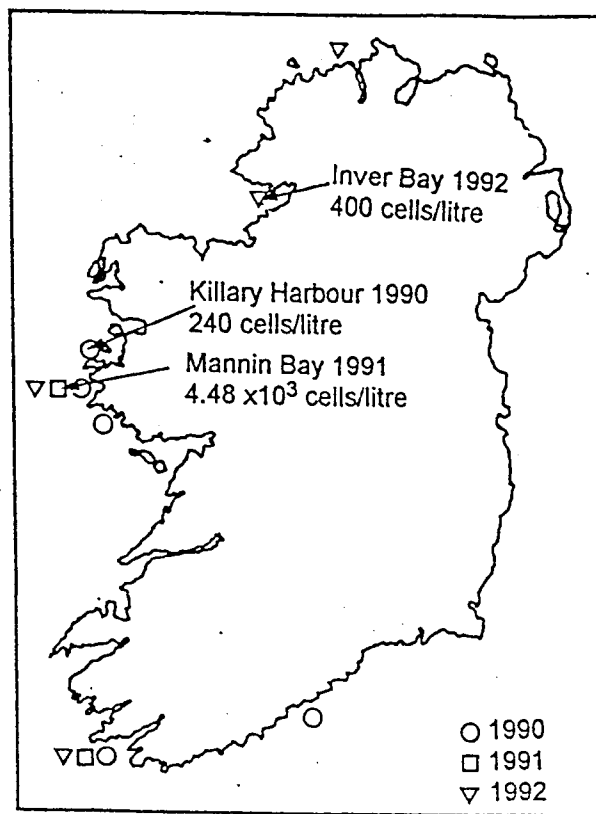 Inver Bay 1992
400 cells/litre
Killary Harbour 1990
240 cells/litre
Mannin Bay 1991
4.48 x10³ cells/litre
1990
1991
1992